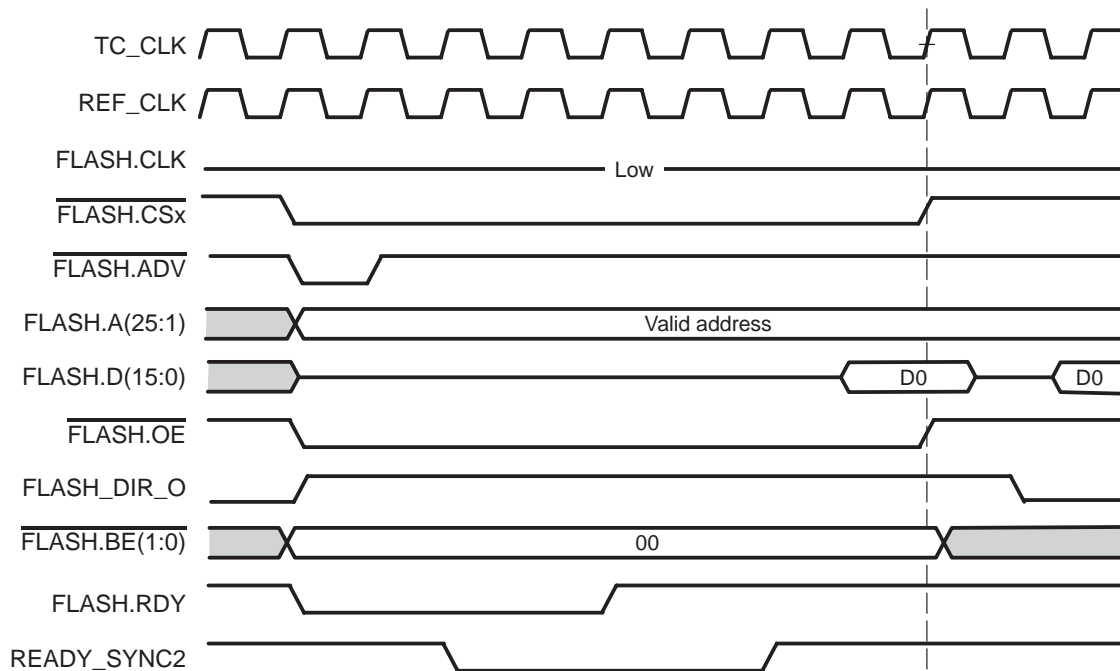 TC_CLK
REF_CLK
FLASH.CLK
Low
FLASH.CSx
FLASH.ADV
FLASH.A(25:1)
Valid address
FLASH.D(15:0)
D0
D0
FLASH.OE
FLASH_DIR_O
FLASH.BE(1:0)
00
FLASH.RDY
READY_SYNC2